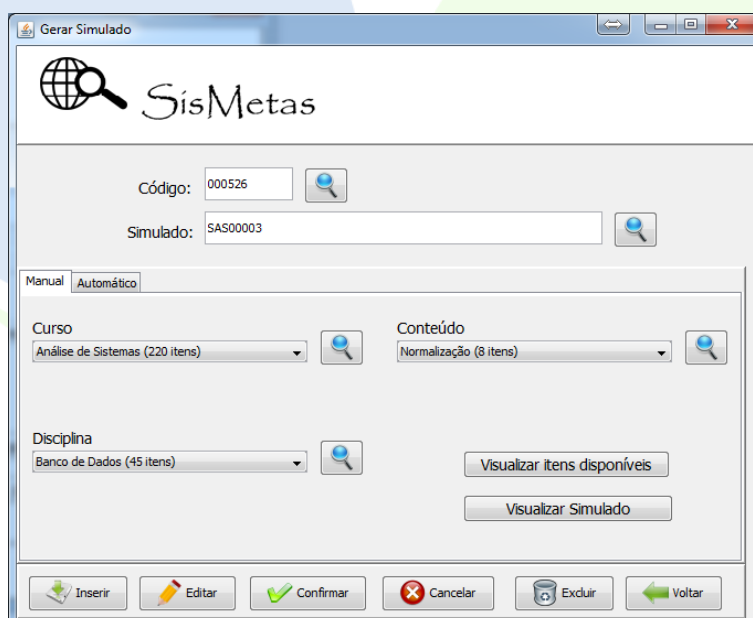 Gerar Simulado
SisMetas
Código: 000526
Simulado: SAS00003
Manual Automático
Curso Conteúdo
Análise de Sistemas (220 itens) Normalização (8 itens)
Disciplina
Banco de Dados (45 itens)
Visualizar itens disponíveis
Visualizar Simulado
Inserir Editar Confirmar Cancelar Excluir Voltar